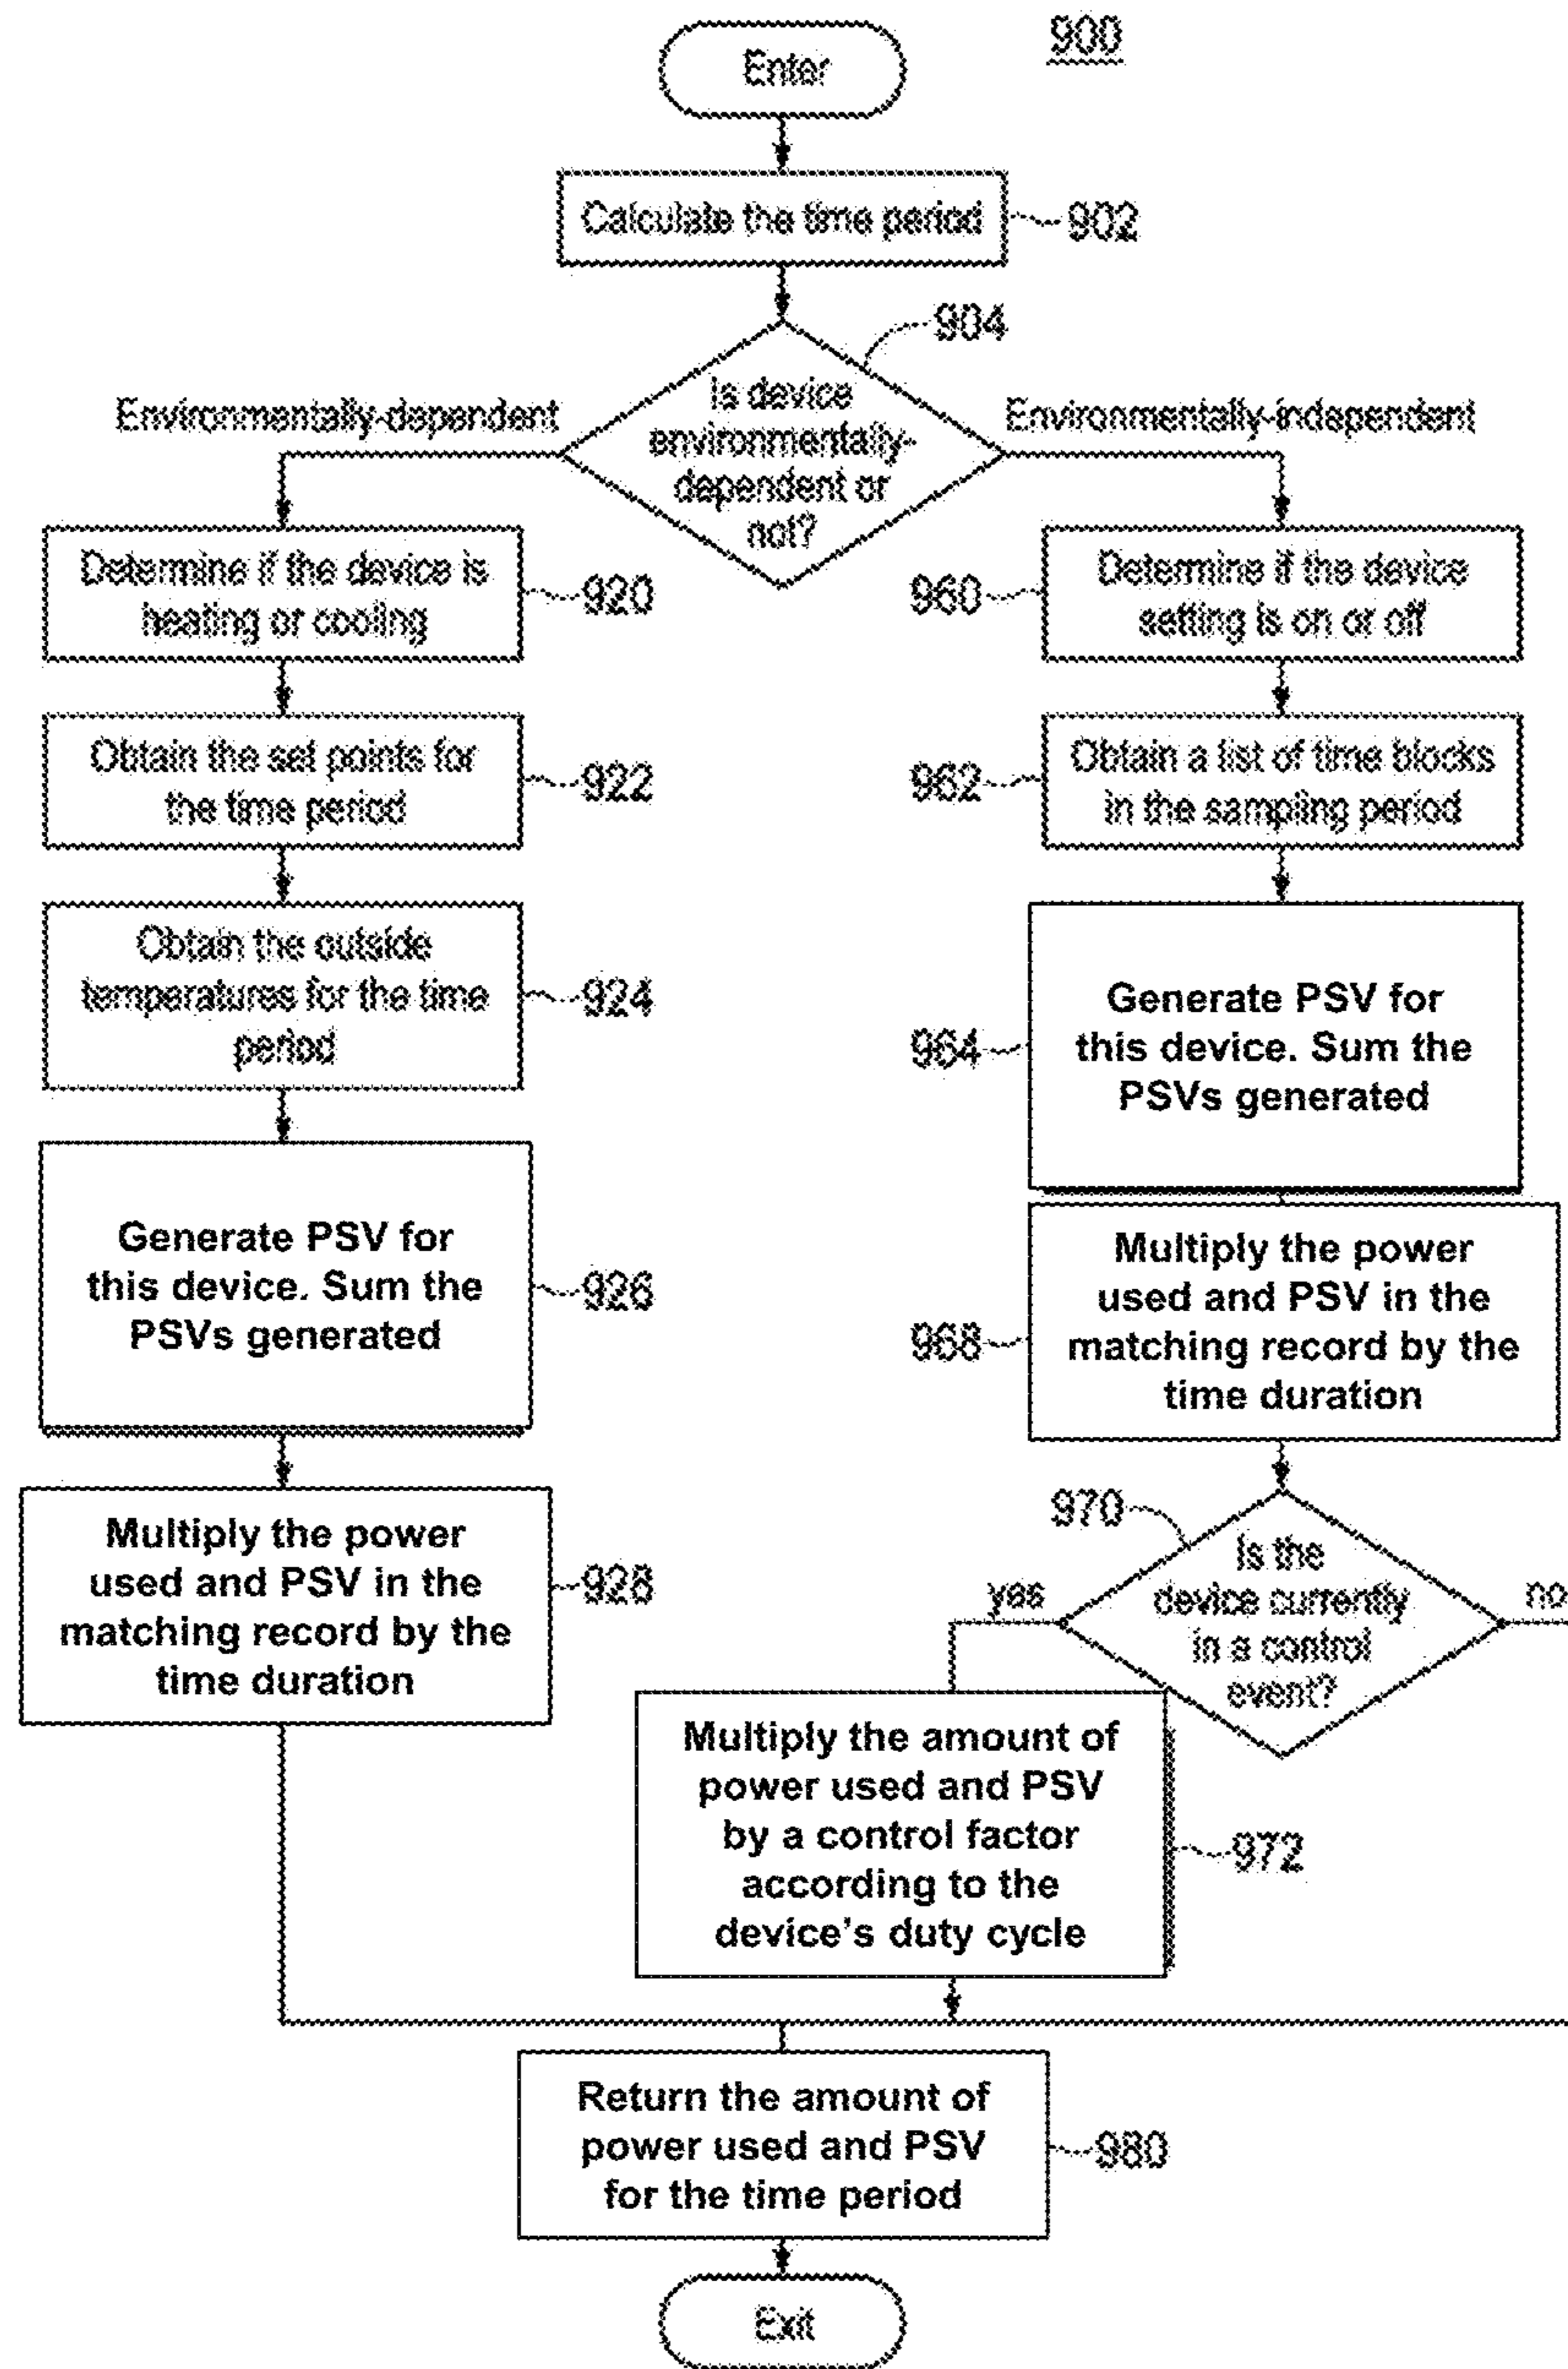 900
Enter
Calculate the time period
902
904
Is device
environmentally-
dependent or
not?
Environmentally-dependent
Environmentally-independent
Determine if the device is
heating or cooling
920
Obtain the set points for
the time period
922
Obtain the outside
temperatures for the time
period
924
Generate PSV for
this device. Sum the
PSVs generated
926
Multiply the power
used and PSV in the
matching record by the
time duration
928
Determine if the device
setting is on or off
960
Obtain a list of time blocks
in the sampling period
962
Generate PSV for
this device. Sum the
PSVs generated
964
Multiply the power
used and PSV in the
matching record by the
time duration
968
970
Is the
device currently
in a control
event?
yes
no
Multiply the amount of
power used and PSV
by a control factor
according to the
device's duty cycle
972
Return the amount of
power used and PSV
for the time period
980
Exit